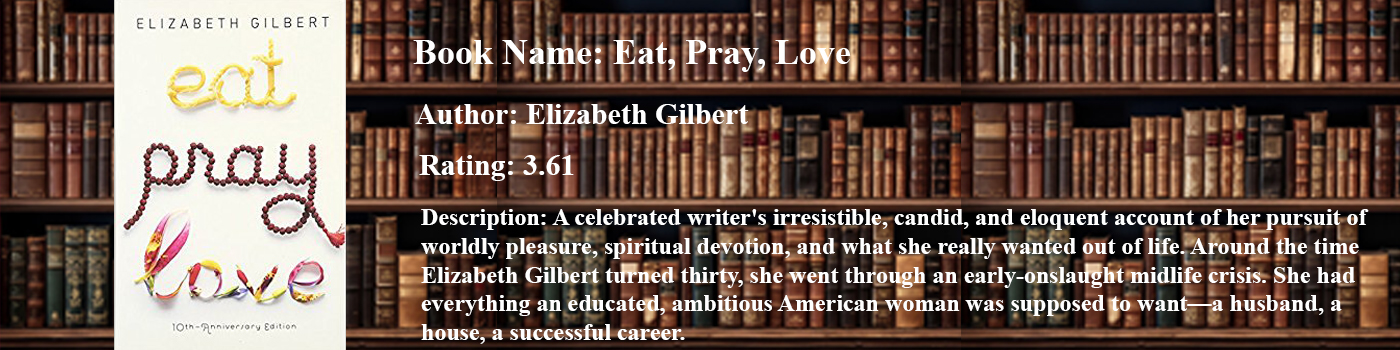 ELIZABETH GILBERT
eat
pray
love
10th-Anniversary Edition
Book Name: Eat, Pray, Love
Author: Elizabeth Gilbert
Rating: 3.61
Description: A celebrated writer's irresistible, candid, and eloquent account of her pursuit of
worldly pleasure, spiritual devotion, and what she really wanted out of life. Around the time
Elizabeth Gilbert turned thirty, she went through an early-onslaught midlife crisis. She had
everything an educated, ambitious American woman was supposed to want—a husband, a
house, a successful career.